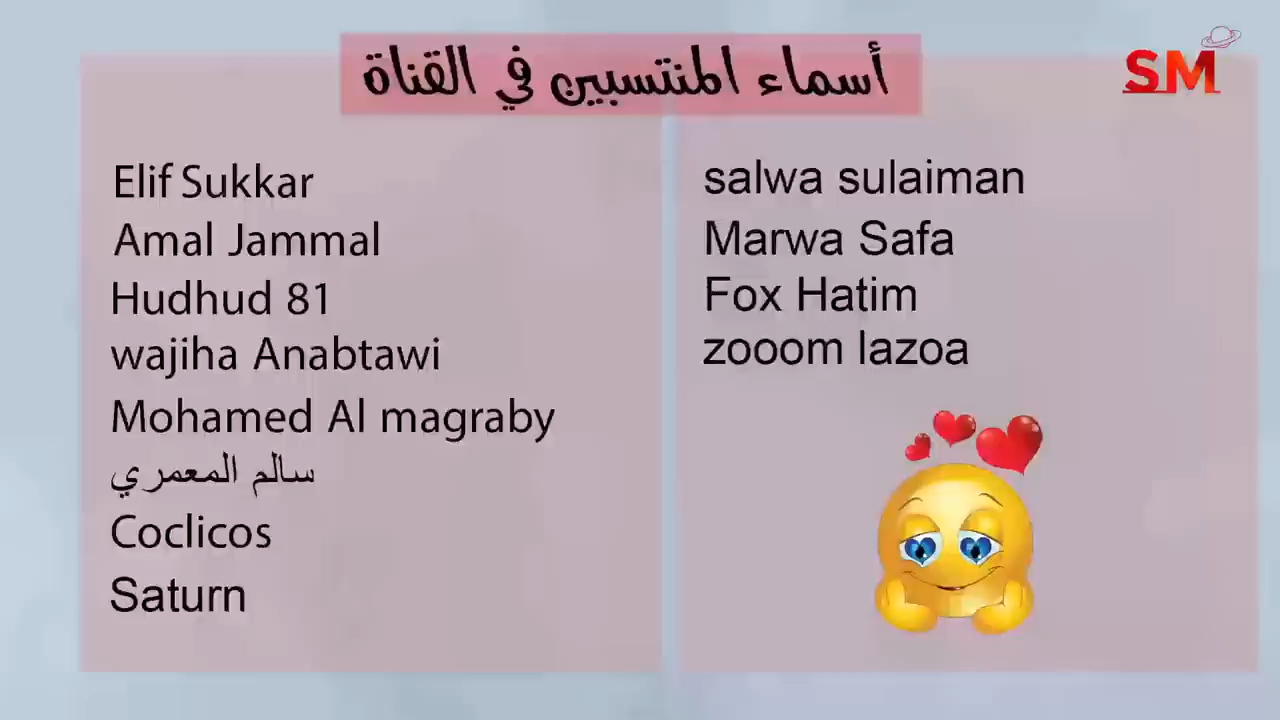 أسماء المنتسبين في القناة
SM
Elif Sukkar
Amal Jammal
Hudhud 81
wajiha Anabtawi
Mohamed Al magraby
سالم المعمري
Coclicos
Saturn
salwa sulaiman
Marwa Safa
Fox Hatim
zooom lazoa